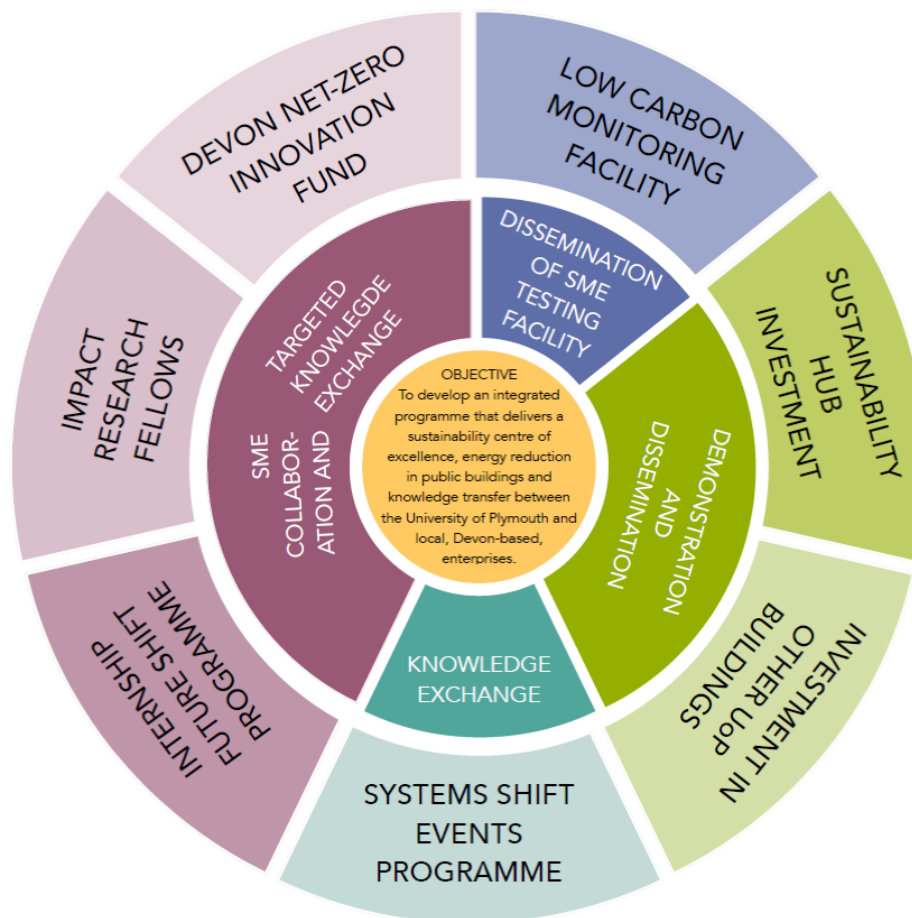 DEVON NET-ZERO
INNOVATION
FUND
LOW CARBON
MONITORING
FACILITY
SUSTAINABILITY
HUB
INVESTMENT
INVESTMENT IN
OTHER UoP
BUILDINGS
SYSTEMS SHIFT
EVENTS
PROGRAMME
INTERNSHIP
FUTURE SHIFT
PROGRAMME
IMPACT
RESEARCH
FELLOWS
TARGETED
KNOWLEGDE
EXCHANGE
SME
COLLABOR-
ATION AND
DISSEMINATION
OF SME
TESTING
FACILITY
DEMONSTRATION
AND
DISSEMINATION
KNOWLEDGE
EXCHANGE
OBJECTIVE
To develop an integrated
programme that delivers a
sustainability centre of
excellence, energy reduction
in public buildings and
knowledge transfer between
the University of Plymouth and
local, Devon-based,
enterprises.